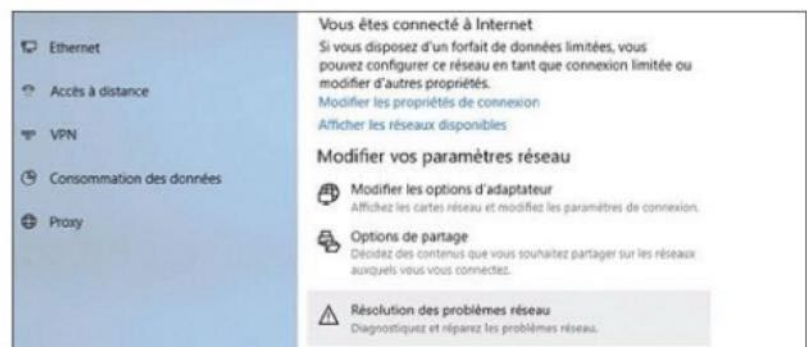 Ethernet
Accès à distance
VPN
Consommation des données
Proxy
Vous êtes connecté à Internet
Si vous disposez d'un forfait de données limitées, vous
pouvez configurer ce réseau en tant que connexion limitée ou
modifier d'autres propriétés.
Modifier les propriétés de connexion
Afficher les réseaux disponibles
Modifier vos paramètres réseau
Modifier les options d'adaptateur
Affichez les cartes réseau et modifiez les paramètres de connexion.
Options de partage
Décidez des contenus que vous souhaitez partager sur les réseaux
auxquels vous vous connectez.
Résolution des problèmes réseau
Diagnostiquez et réparez les problèmes réseau.